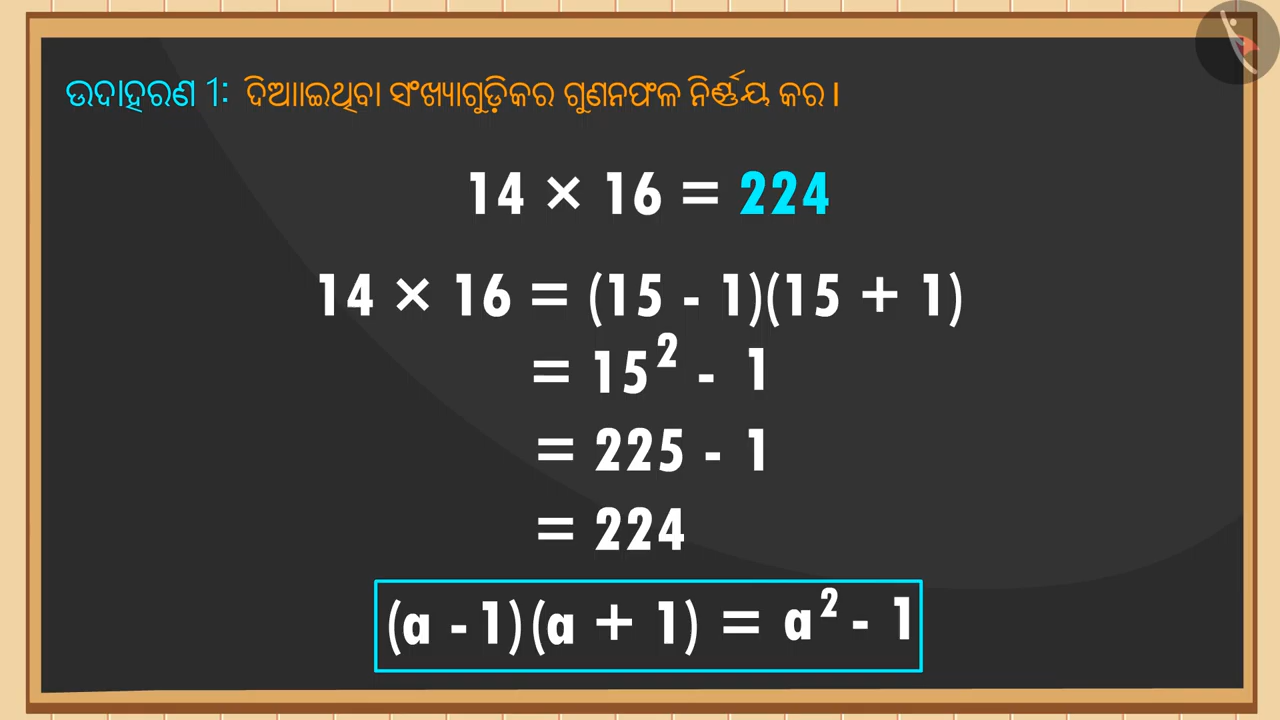 ଉଦାହରଣ 1: ଦିଆାଇଥିବା ସଂଖ୍ୟାଗୁଡ଼ିକର ଗୁଣନଫଳ ନିର୍ଣ୍ଣୟ କର ।
14 × 16 = 224
14 × 16 = (15 - 1)(15 + 1)
= 15² - 1
= 225 - 1
= 224
(a - 1)(a + 1) = a² - 1